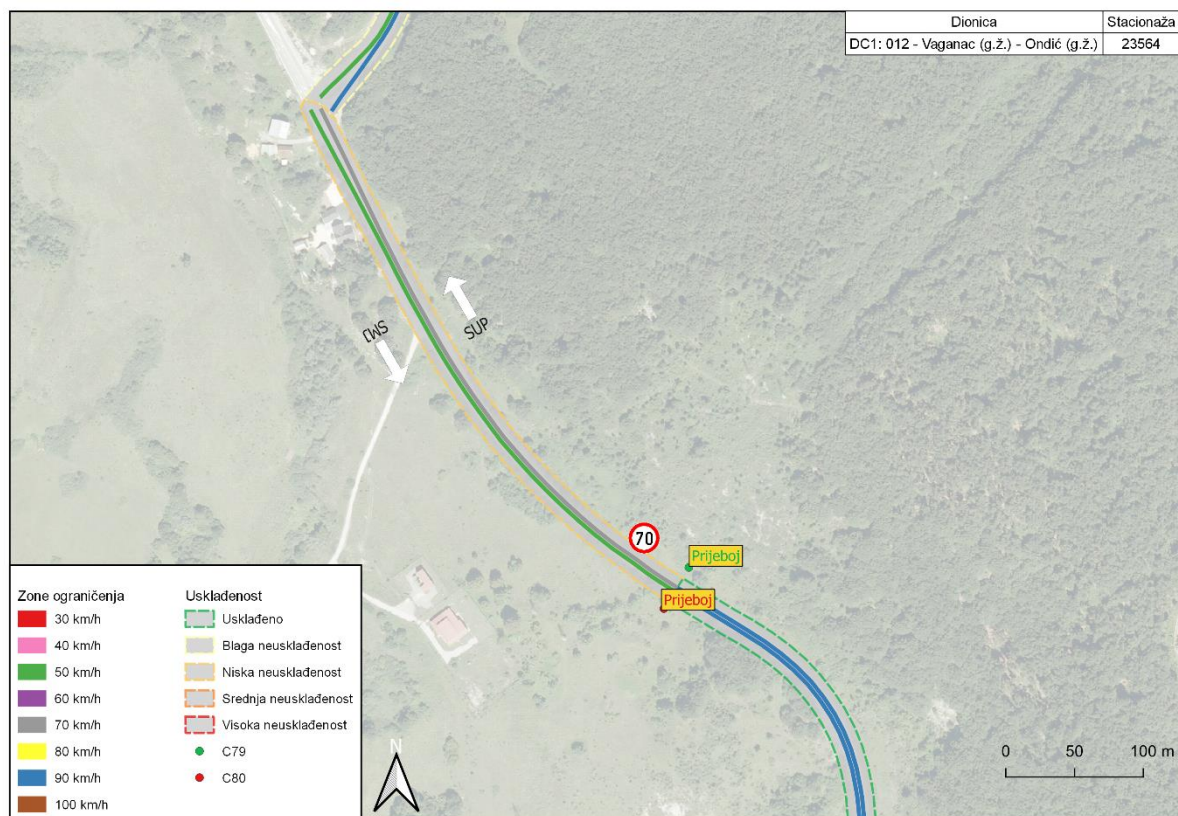 Dionica
Stacionaža
DC1: 012 - Vaganac (g.ž.) - Ondić (g.ž.)
23564
SMJ
SUP
70
Prijeboj
Prijeboj
Zone ograničenja
30 km/h
40 km/h
50 km/h
60 km/h
70 km/h
80 km/h
90 km/h
100 km/h
Usklađenost
Usklađeno
Blaga neusklađenost
Niska neusklađenost
Srednja neusklađenost
Visoka neusklađenost
C79
C80
N
0 50 100 m